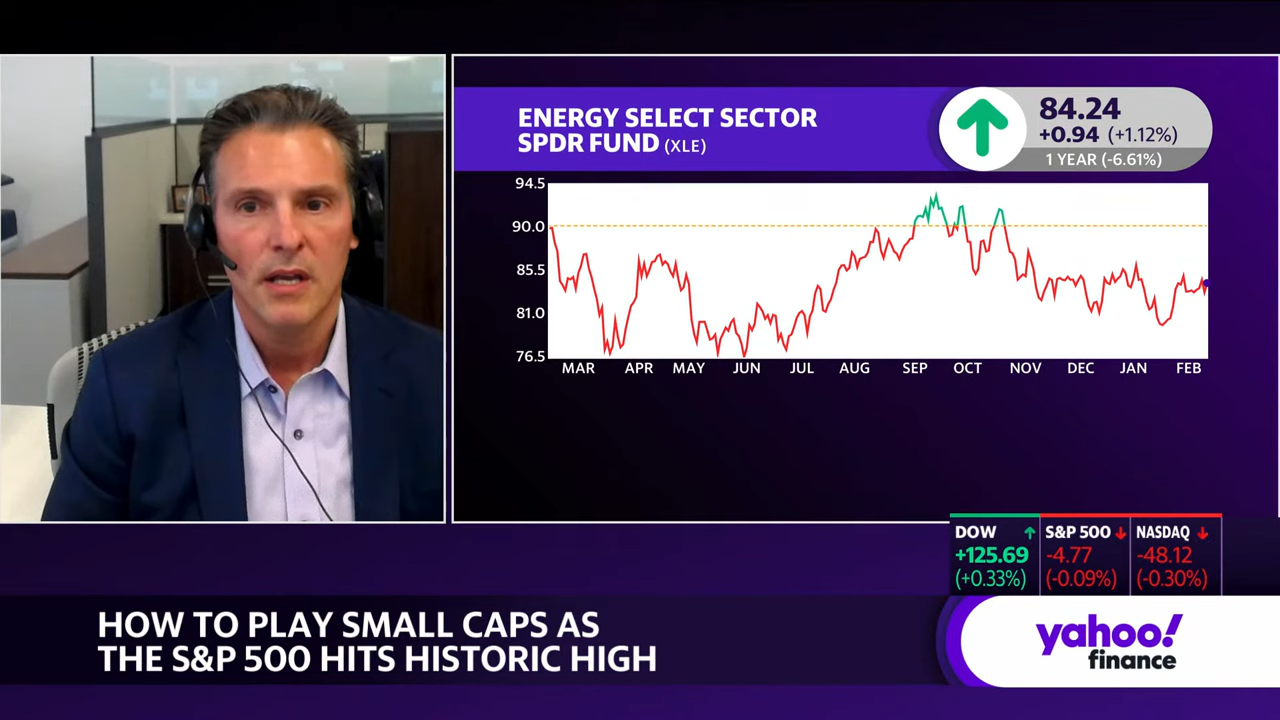 ENERGY SELECT SECTOR
SPDR FUND (XLE)
84.24
+0.94 (+1.12%)
1 YEAR (-6.61%)
94.5
90.0
85.5
81.0
76.5
MAR APR MAY JUN JUL AUG SEP OCT NOV DEC JAN FEB
DOW
+125.69
(+0.33%)
S&P 500
-4.77
(-0.09%)
NASDAQ
-48.12
(-0.30%)
HOW TO PLAY SMALL CAPS AS
THE S&P 500 HITS HISTORIC HIGH
yahoo!
finance